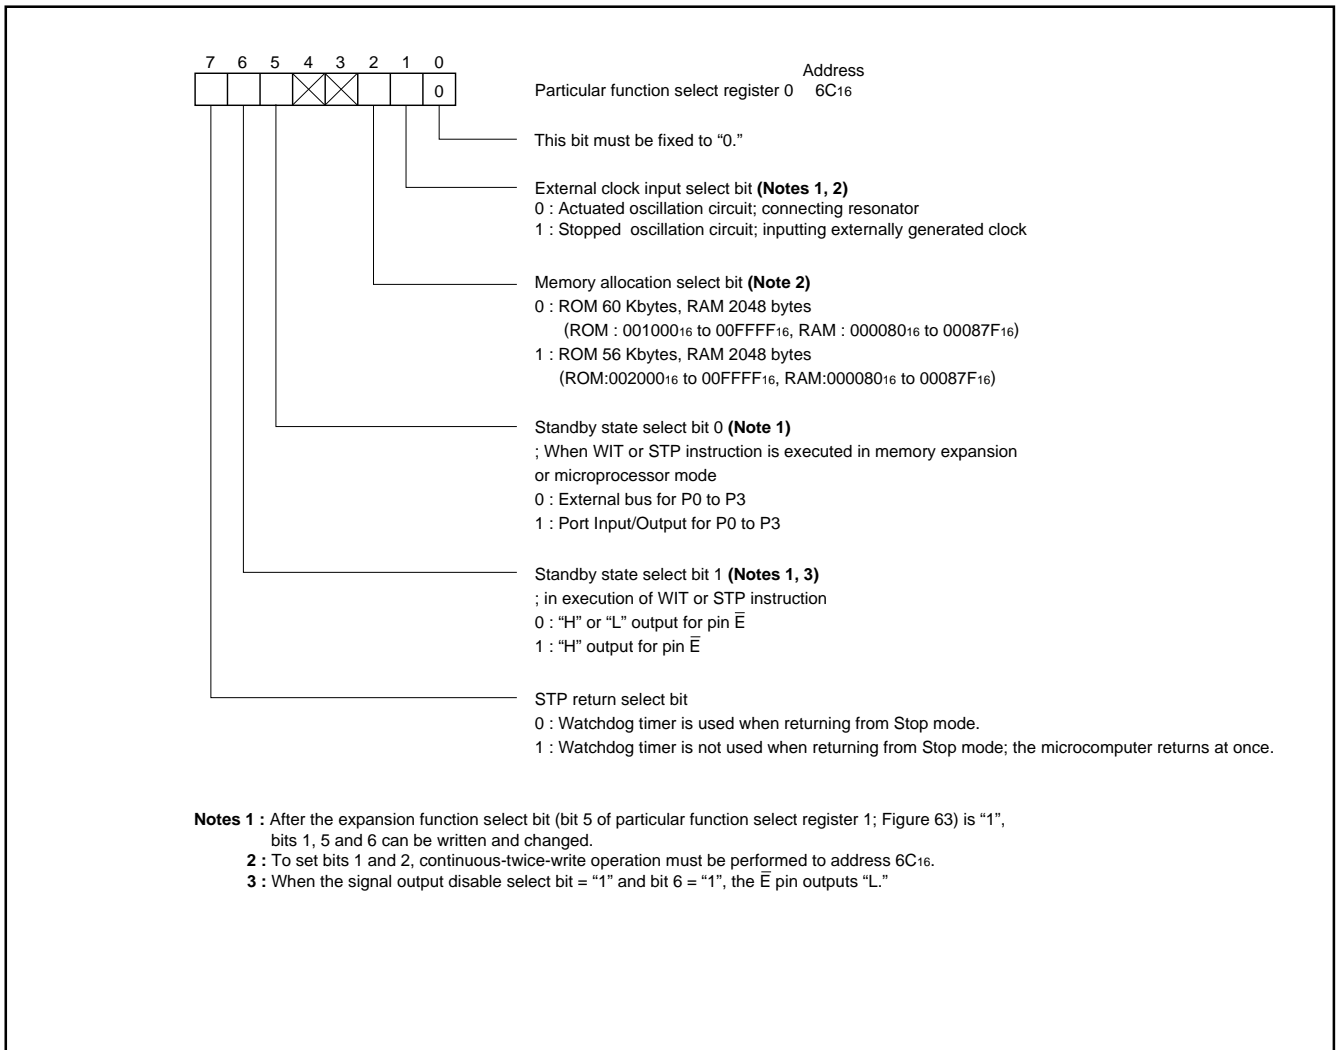 7 6 5 4 3 2 1 0
Address
0
Particular function select register 0 6C16
This bit must be fixed to “0.”
External clock input select bit (Notes 1, 2)
0 : Actuated oscillation circuit; connecting resonator
1 : Stopped oscillation circuit; inputting externally generated clock
Memory allocation select bit (Note 2)
0 : ROM 60 Kbytes, RAM 2048 bytes
(ROM : 00100016 to 00FFFF16, RAM : 00008016 to 00087F16)
1 : ROM 56 Kbytes, RAM 2048 bytes
(ROM:00200016 to 00FFFF16, RAM:00008016 to 00087F16)
Standby state select bit 0 (Note 1)
; When WIT or STP instruction is executed in memory expansion
or microprocessor mode
0 : External bus for P0 to P3
1 : Port Input/Output for P0 to P3
Standby state select bit 1 (Notes 1, 3)
; in execution of WIT or STP instruction
0 : “H” or “L” output for pin E̅
1 : “H” output for pin E̅
STP return select bit
0 : Watchdog timer is used when returning from Stop mode.
1 : Watchdog timer is not used when returning from Stop mode; the microcomputer returns at once.
Notes 1 : After the expansion function select bit (bit 5 of particular function select register 1; Figure 63) is “1”,
bits 1, 5 and 6 can be written and changed.
2 : To set bits 1 and 2, continuous-twice-write operation must be performed to address 6C16.
3 : When the signal output disable select bit = “1” and bit 6 = “1”, the E̅ pin outputs “L.”